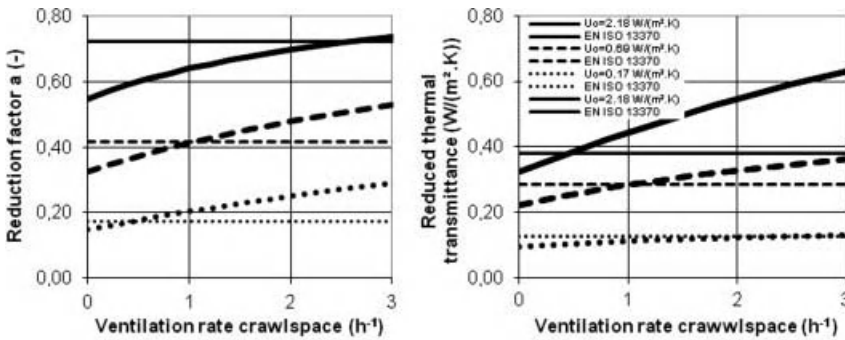 Reduction factor a (-)
0,80
0,60
0,40
0,20
0,00
0
1
2
3
Ventilation rate crawlspace (h-1)
Reduced thermal
transmittance (W/(m².K))
0,80
0,60
0,40
0,20
0,00
Uo=2.18 W/(m².K)
EN ISO 13370
Uo=0.69 W/(m².K)
EN ISO 13370
Uo=0.17 W/(m².K)
EN ISO 13370
Uo=2.18 W/(m².K)
EN ISO 13370
0
1
2
3
Ventilation rate crawwlspace (h-1)